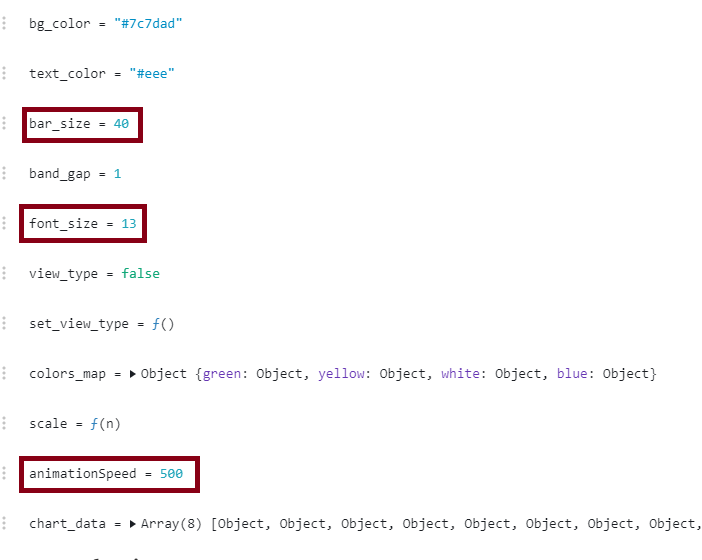 bg_color = "#7c7dad"
text_color = "#eee"
bar_size = 40
band_gap = 1
font_size = 13
view_type = false
set_view_type = ƒ()
colors_map = ▶Object {green: Object, yellow: Object, white: Object, blue: Object}
scale = ƒ(n)
animationSpeed = 500
chart_data = ▶Array(8) [Object, Object, Object, Object, Object, Object, Object, Object,